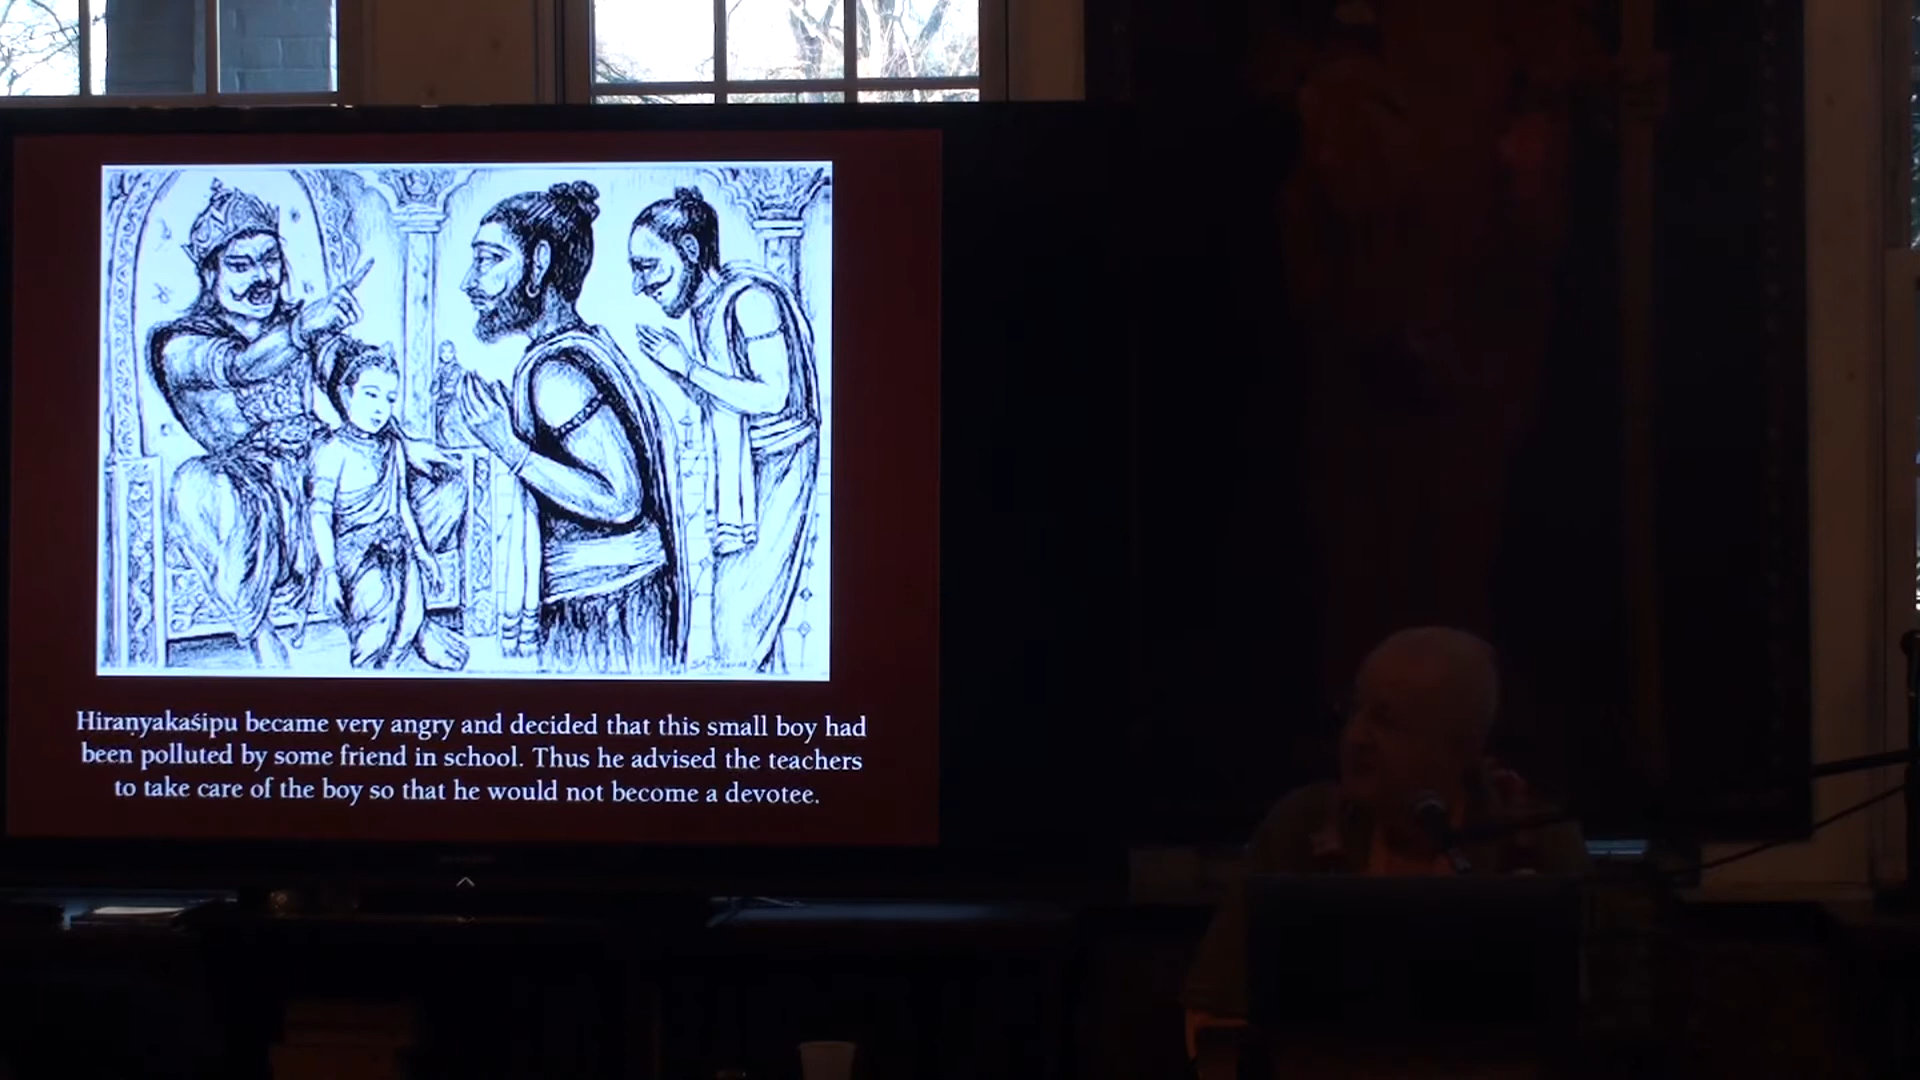 Hiraṇyakaśipu became very angry and decided that this small boy had
been polluted by some friend in school. Thus he advised the teachers
to take care of the boy so that he would not become a devotee.